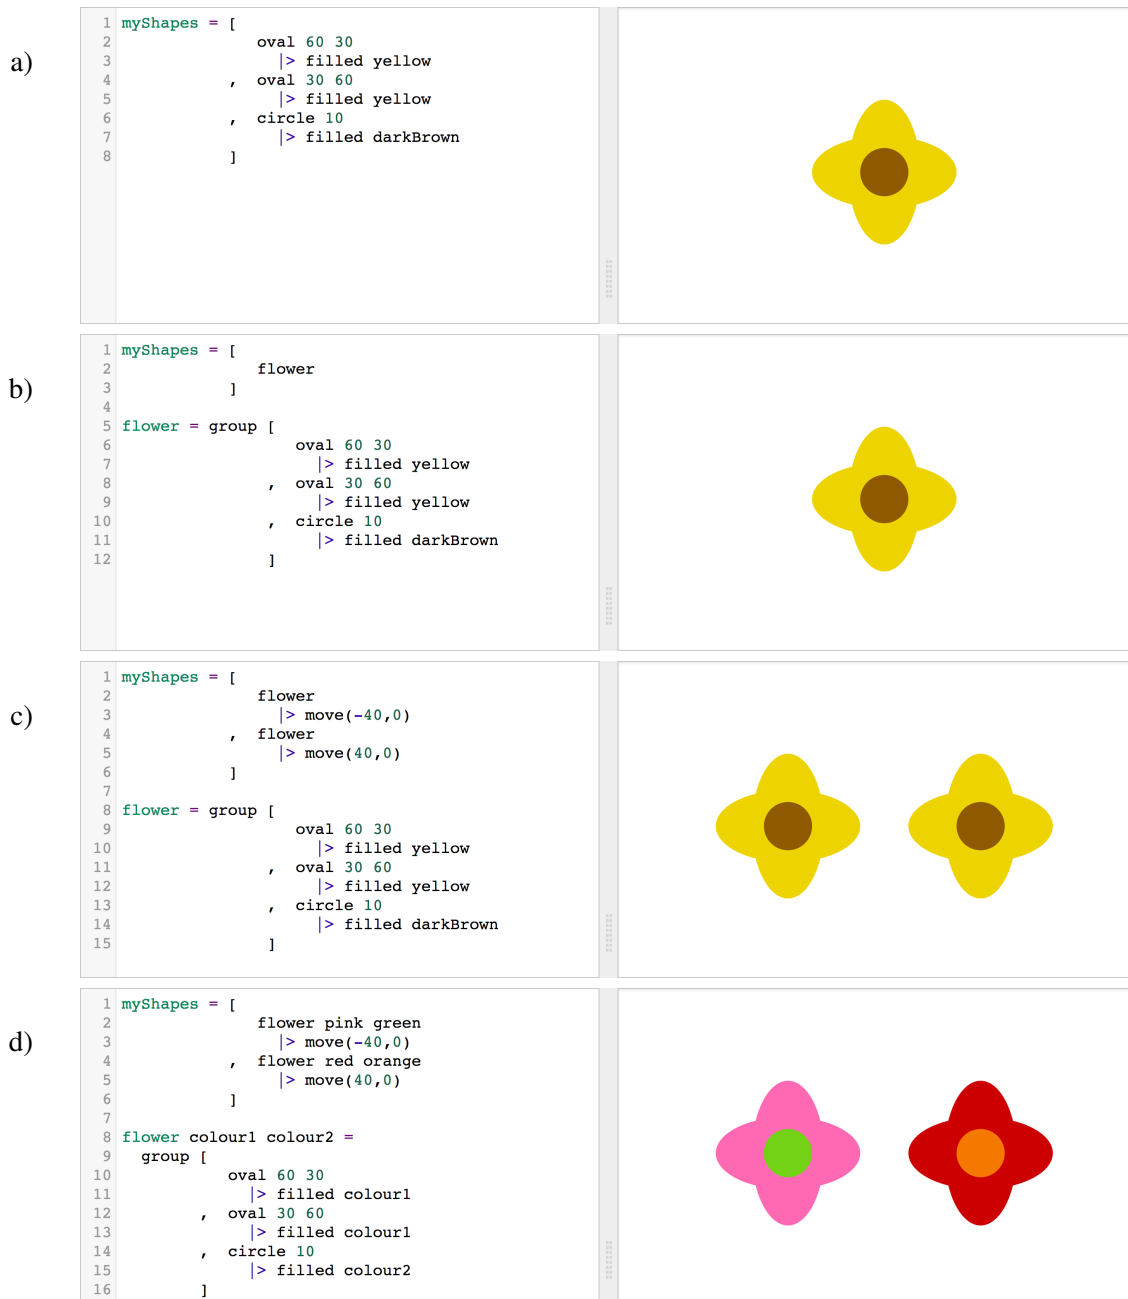 a)
1 myShapes = [
2 oval 60 30
3 |> filled yellow
4 , oval 30 60
5 |> filled yellow
6 , circle 10
7 |> filled darkBrown
8 ]
b)
1 myShapes = [
2 flower
3 ]
4
5 flower = group [
6 oval 60 30
7 |> filled yellow
8 , oval 30 60
9 |> filled yellow
10 , circle 10
11 |> filled darkBrown
12 ]
c)
1 myShapes = [
2 flower
3 |> move(-40,0)
4 , flower
5 |> move(40,0)
6 ]
7
8 flower = group [
9 oval 60 30
10 |> filled yellow
11 , oval 30 60
12 |> filled yellow
13 , circle 10
14 |> filled darkBrown
15 ]
d)
1 myShapes = [
2 flower pink green
3 |> move(-40,0)
4 , flower red orange
5 |> move(40,0)
6 ]
7
8 flower colour1 colour2 =
9 group [
10 oval 60 30
11 |> filled colour1
12 , oval 30 60
13 |> filled colour1
14 , circle 10
15 |> filled colour2
16 ]